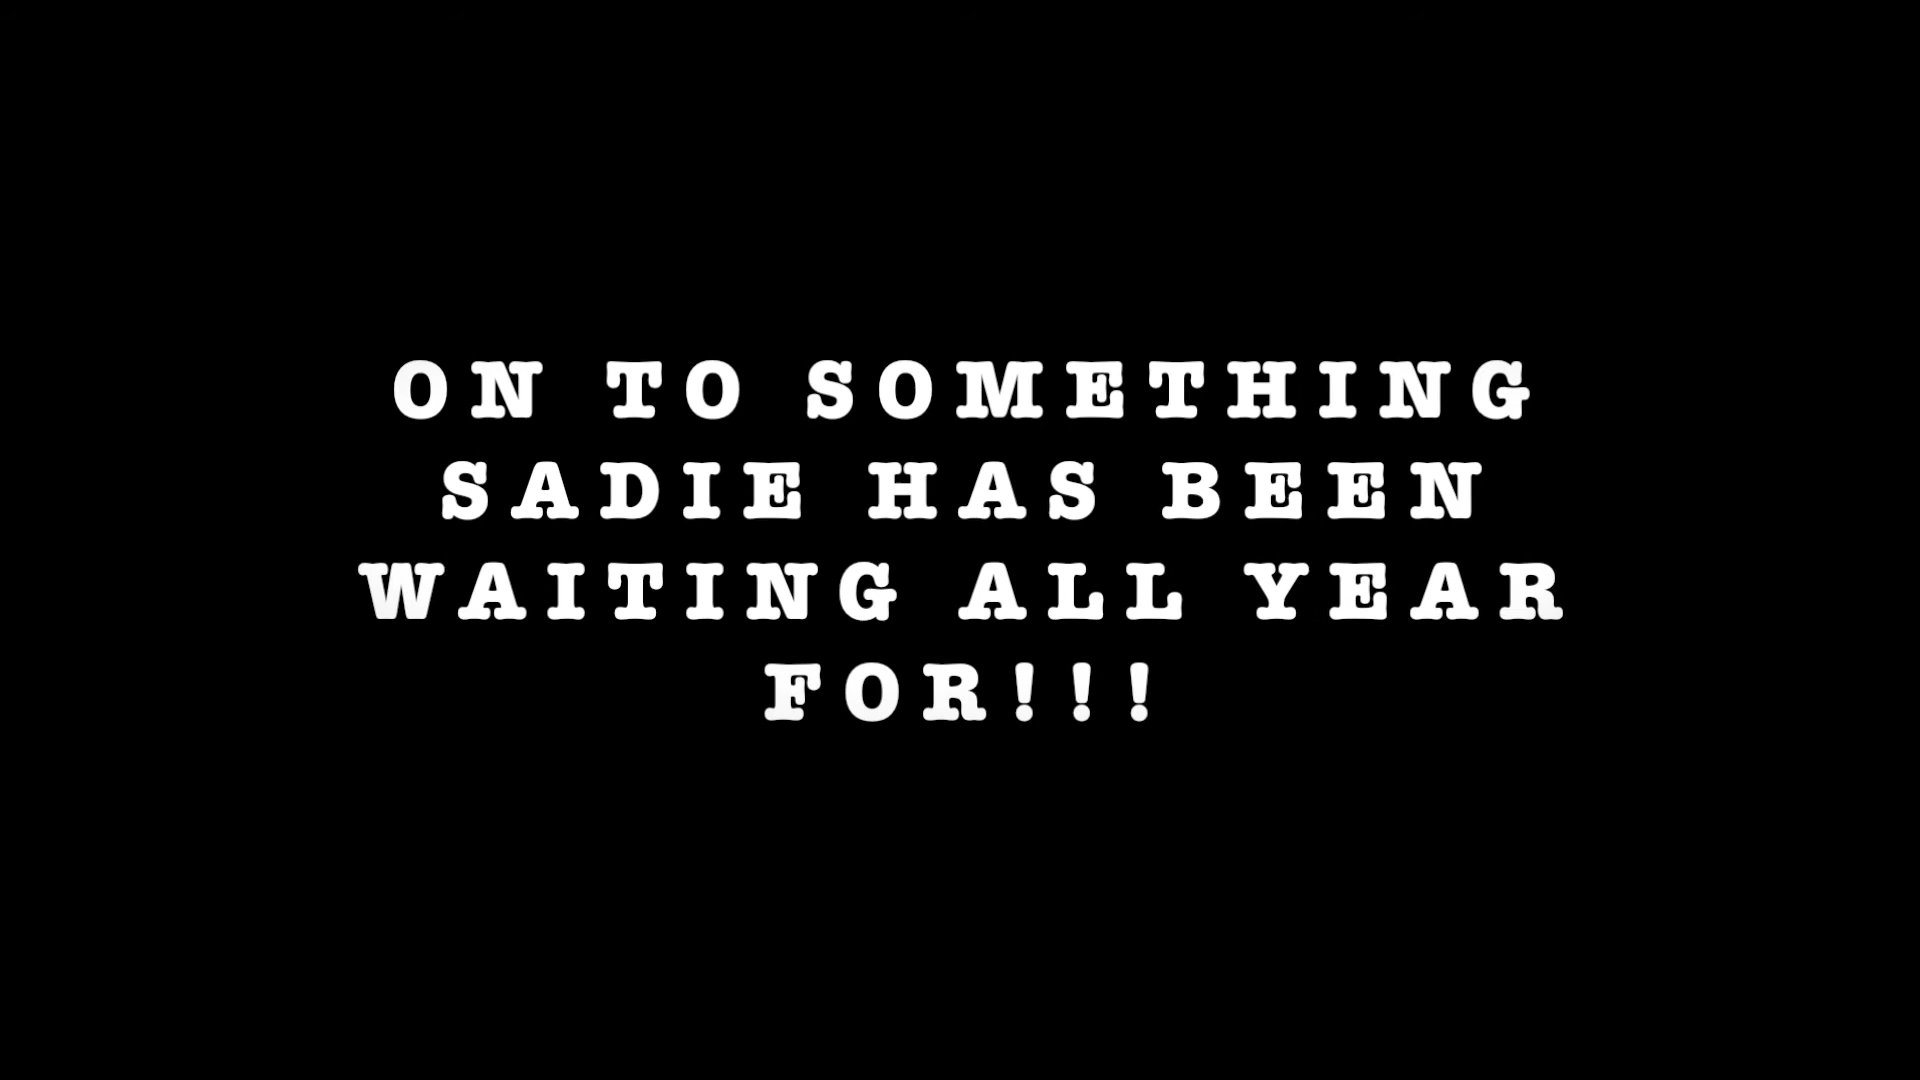 ON TO SOMETHING
SADIE HAS BEEN
WAITING ALL YEAR
FOR!!!